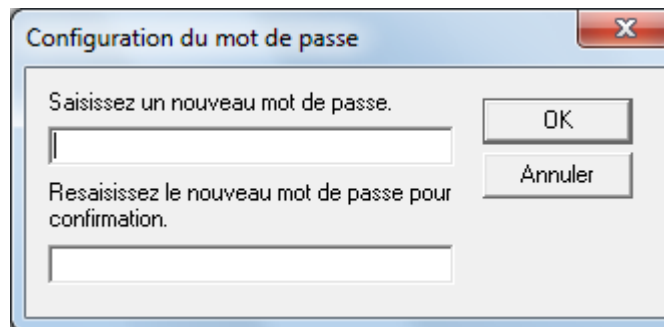 Configuration du mot de passe
Saisissez un nouveau mot de passe.
OK
Annuler
Resaisissez le nouveau mot de passe pour
confirmation.